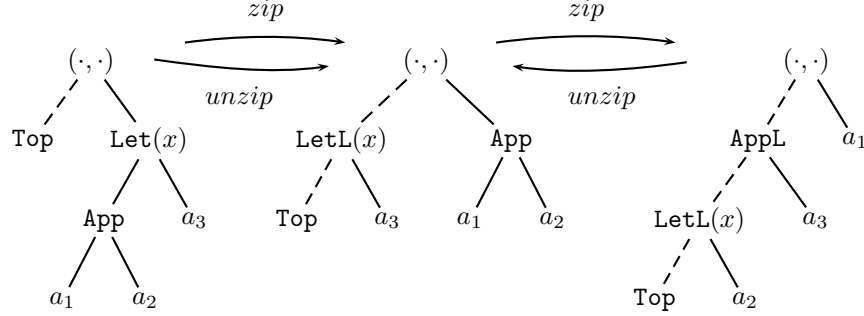 zip zip
(·, ·) (·, ·) (·, ·)
unzip unzip
Top Let(x) LetL(x) App AppL a₁
App a₃ Top a₃ a₁ a₂ LetL(x) a₃
a₁ a₂ Top a₂